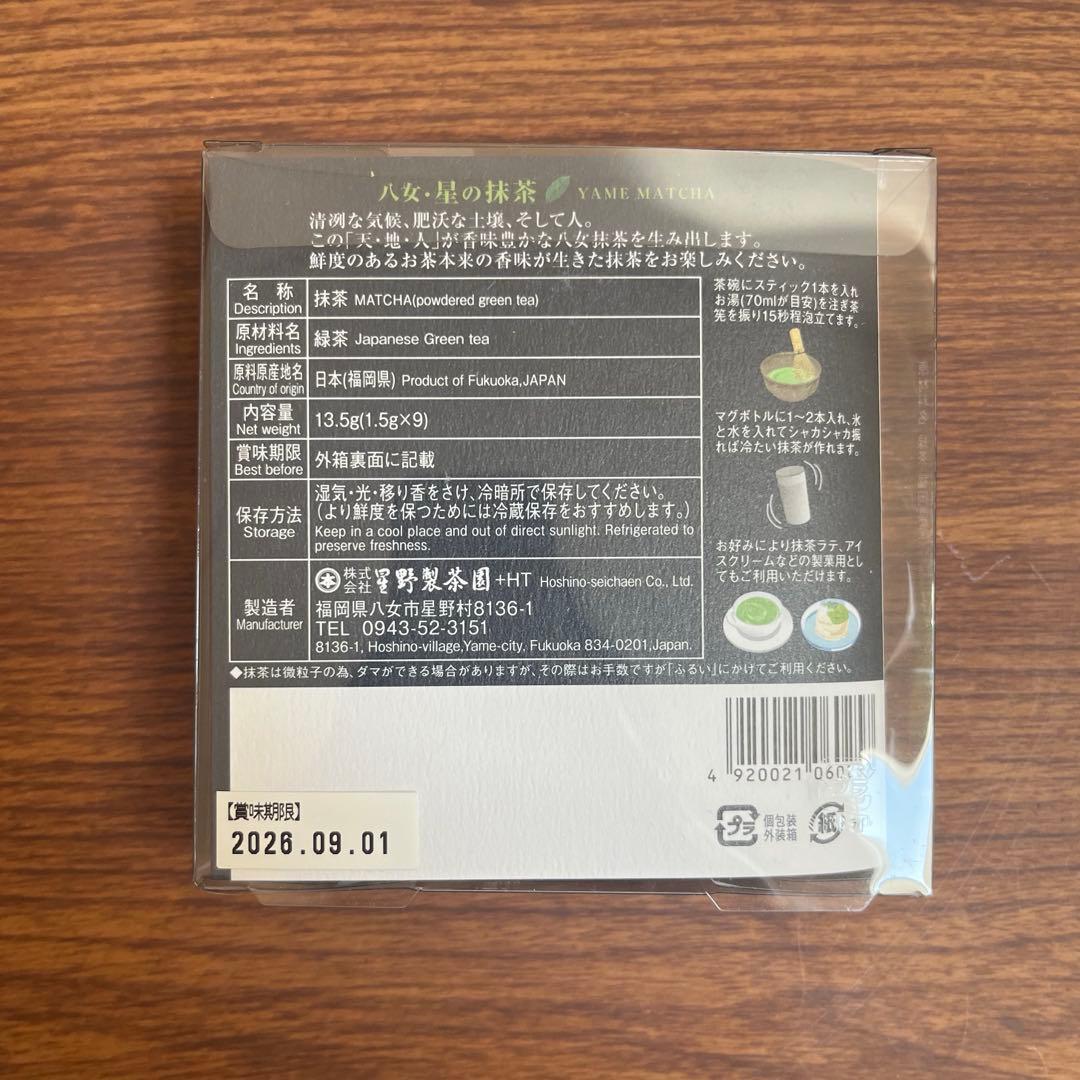 八女・星の抹茶 YAME MATCHA
清冽な気候、肥沃な土壌、そして人。
この「天・地・人」が香味豊かな八女抹茶を生み出します。
鮮度のあるお茶本来の香味が生きた抹茶をお楽しみください。
名 称 抹茶 MATCHA(powdered green tea)
Description
原材料名 緑茶 Japanese Green tea
Ingredients
原料原産地名 日本(福岡県) Product of Fukuoka,JAPAN
Country of origin
内容量 13.5g(1.5g×9)
Net weight
賞味期限 外箱裏面に記載
Best before
保存方法
Storage
湿気・光・移り香をさけ、冷暗所で保存してください。
(より鮮度を保つためには冷蔵保存をおすすめします。)
Keep in a cool place and out of direct sunlight. Refrigerated to
preserve freshness.
製造者
Manufacturer
本 株式会社 星野製茶園 +HT Hoshino-seichaen Co., Ltd.
福岡県八女市星野村8136-1
TEL 0943-52-3151
8136-1, Hoshino-village,Yame-city, Fukuoka 834-0201,Japan.
茶碗にスティック1本を入れ
お湯(70mlが目安)を注ぎ茶
筅を振り15秒程泡立てます。
マグボトルに1〜2本入れ、氷
と水を入れてシャカシャカ振
れば冷たい抹茶が作れます。
お好みにより抹茶ラテ、アイ
スクリームなどの製菓用とし
てもご利用いただけます。
◆抹茶は微粒子の為、ダマができる場合がありますが、その際はお手数ですが「ふるい」にかけてご利用ください。
4 920021 060
プラ 個包装
外装箱
紙
【賞味期限】
2026.09.01